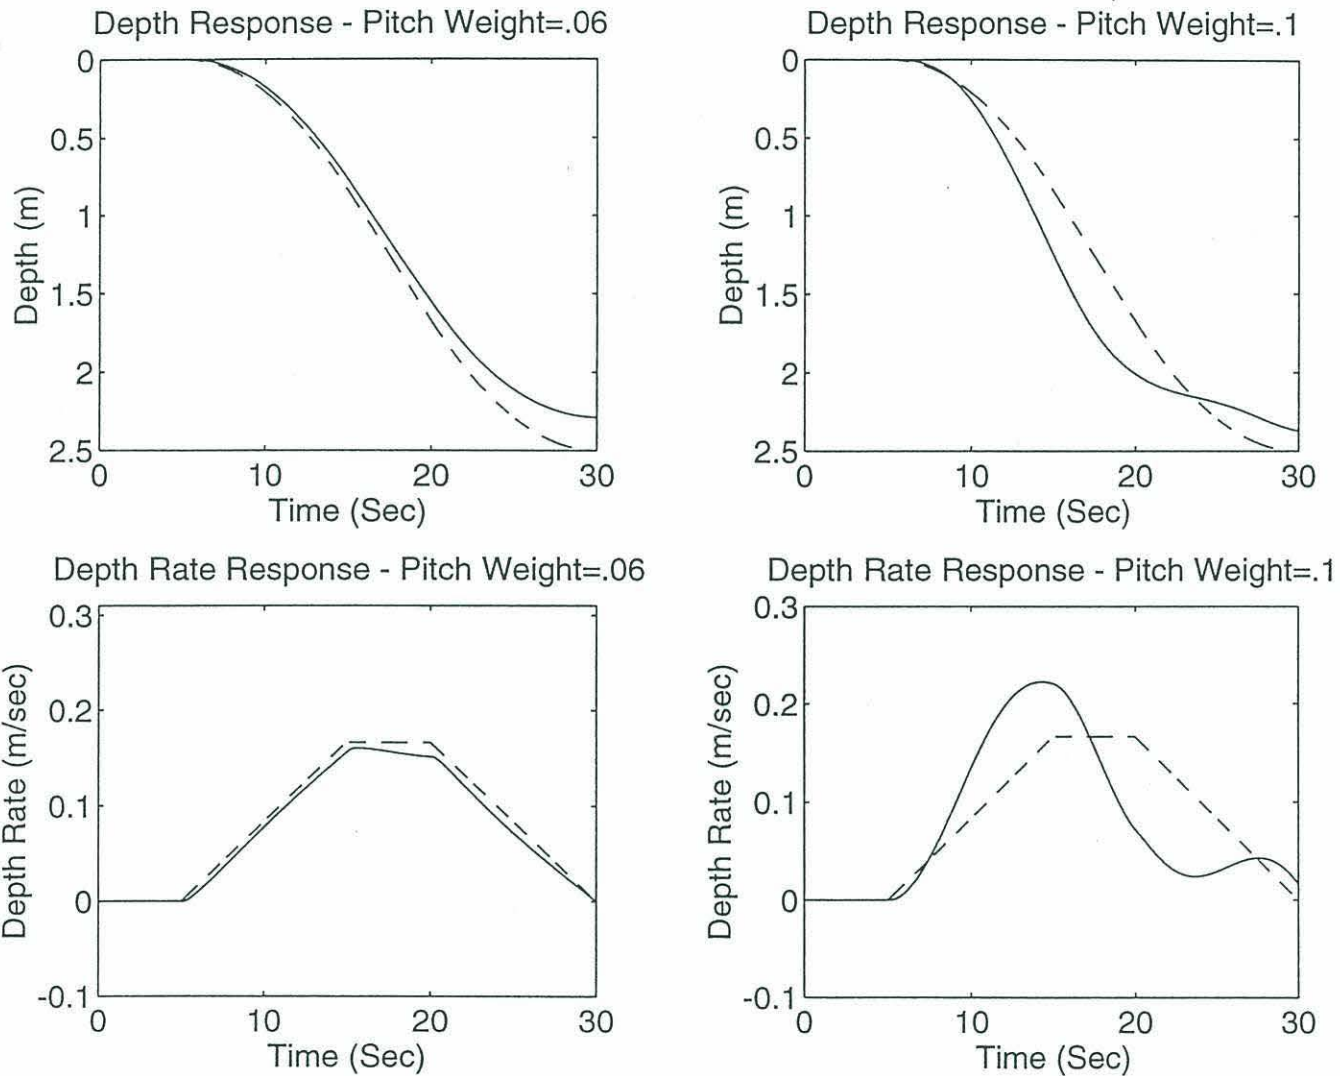 Depth Response - Pitch Weight=.06
0
0.5
1
1.5
2
2.5
Depth (m)
0 10 20 30
Time (Sec)
Depth Response - Pitch Weight=.1
0
0.5
1
1.5
2
2.5
Depth (m)
0 10 20 30
Time (Sec)
Depth Rate Response - Pitch Weight=.06
0.3
0.2
0.1
0
-0.1
Depth Rate (m/sec)
0 10 20 30
Time (Sec)
Depth Rate Response - Pitch Weight=.1
0.3
0.2
0.1
0
-0.1
Depth Rate (m/sec)
0 10 20 30
Time (Sec)